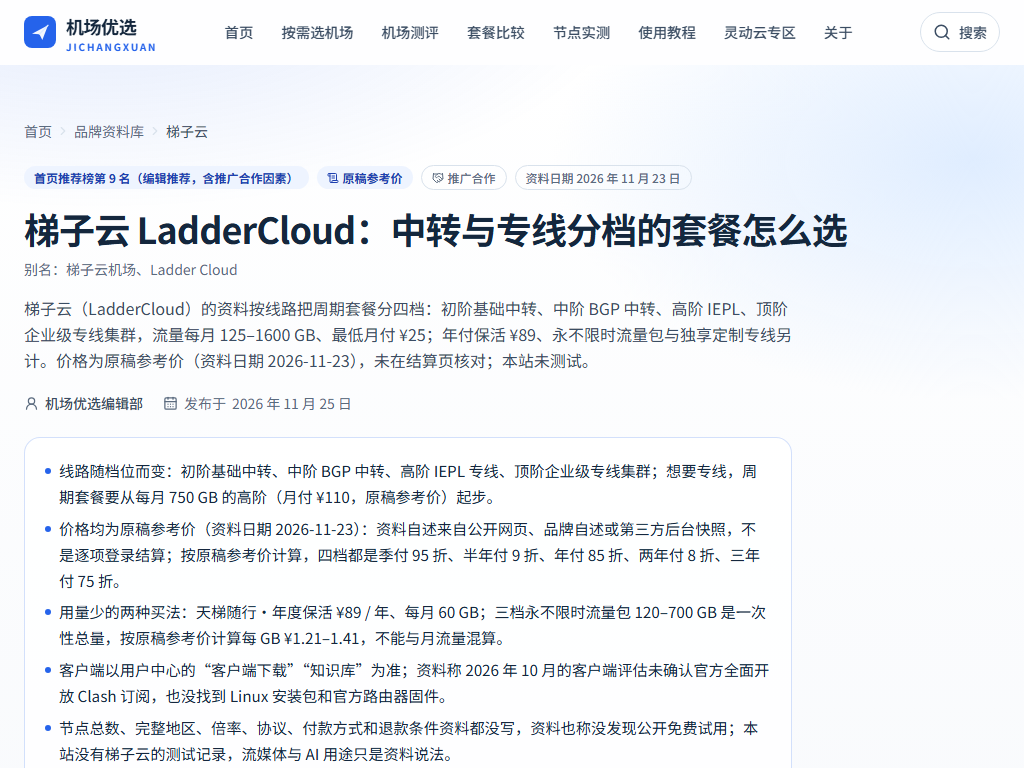 机场优选
JICHANGXUAN
首页 按需选机场 机场测评 套餐比较 节点实测 使用教程 灵动云专区 关于 搜索
首页 品牌资料库 梯子云
首页推荐榜第 9 名（编辑推荐，含推广合作因素） 原稿参考价 推广合作 资料日期 2026 年 11 月 23 日
梯子云 LadderCloud：中转与专线分档的套餐怎么选
别名：梯子云机场、Ladder Cloud
梯子云（LadderCloud）的资料按线路把周期套餐分四档：初阶基础中转、中阶 BGP 中转、高阶 IEPL、顶阶
企业级专线集群，流量每月 125–1600 GB、最低月付 ¥25；年付保活 ¥89、永不限时流量包与独享定制专线另
计。价格为原稿参考价（资料日期 2026-11-23），未在结算页核对；本站未测试。
机场优选编辑部 发布于 2026 年 11 月 25 日
线路随档位而变：初阶基础中转、中阶 BGP 中转、高阶 IEPL 专线、顶阶企业级专线集群；想要专线，周
期套餐要从每月 750 GB 的高阶（月付 ¥110，原稿参考价）起步。
价格均为原稿参考价（资料日期 2026-11-23）：资料自述来自公开网页、品牌自述或第三方后台快照，不
是逐项登录结算；按原稿参考价计算，四档都是季付 95 折、半年付 9 折、年付 85 折、两年付 8 折、三年
付 75 折。
用量少的两种买法：天梯随行・年度保活 ¥89 / 年、每月 60 GB；三档永不限时流量包 120–700 GB 是一次
性总量，按原稿参考价计算每 GB ¥1.21–1.41，不能与月流量混算。
客户端以用户中心的“客户端下载”“知识库”为准；资料称 2026 年 10 月的客户端评估未确认官方全面开
放 Clash 订阅，也没找到 Linux 安装包和官方路由器固件。
节点总数、完整地区、倍率、协议、付款方式和退款条件资料都没写，资料也称没发现公开免费试用；本
站没有梯子云的测试记录，流媒体与 AI 用途只是资料说法。